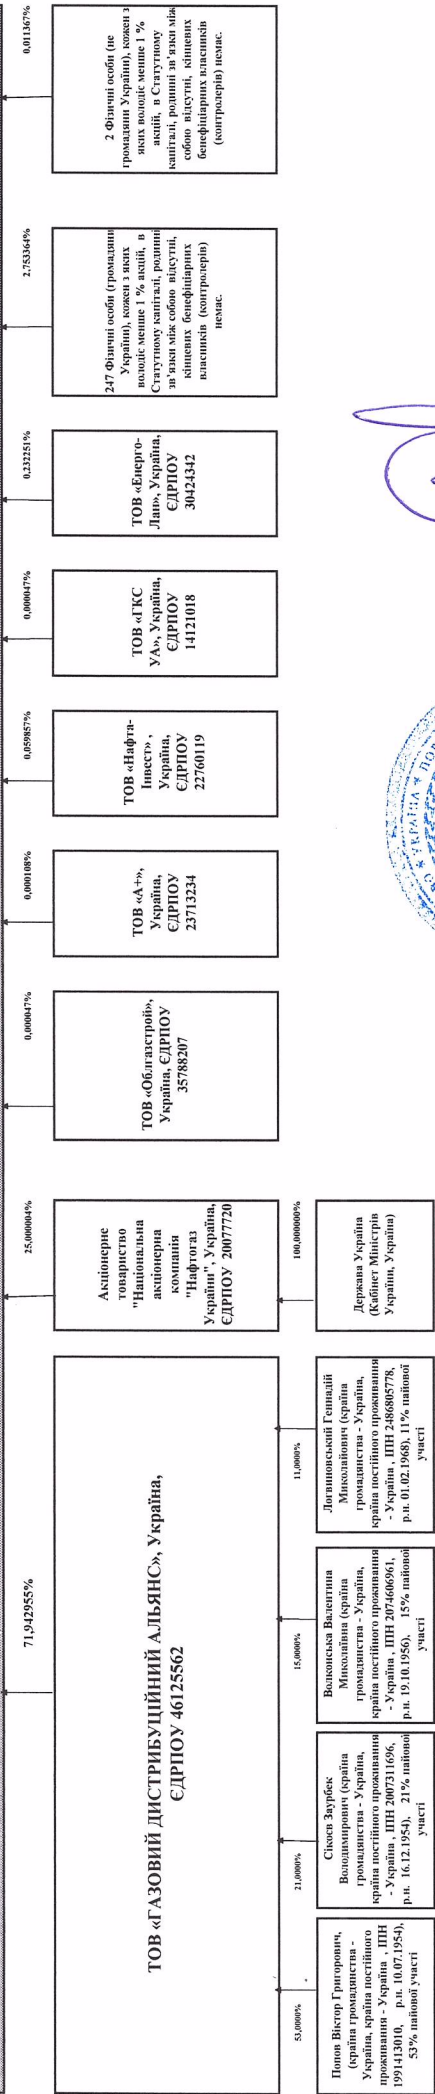 71,942955%
25,000004%
0,000047%
0,000108%
0,059857%
0,000047%
0,232251%
2,753364%
0,011367%
ТОВ «ГАЗОВИЙ ДИСТРИБУЦІЙНИЙ АЛЬЯНС», Україна,
ЄДРПОУ 46125562
Акціонерне
товариство
"Національна
акціонерна
компанія
"Нафтогаз
України", Україна,
ЄДРПОУ 20077720
ТОВ «Облгазстрой»,
Україна, ЄДРПОУ
35788207
ТОВ «А+»,
Україна,
ЄДРПОУ
23713234
ТОВ «Нафта-
Інвест» ,
Україна,
ЄДРПОУ
22760119
ТОВ «ГКС
УА», Україна,
ЄДРПОУ
14121018
ТОВ «Енерго-
Лан», Україна,
ЄДРПОУ
30424342
247 Фізичні особи (громадяни
України), кожен з яких
володіє менше 1 % акцій, в
Статутному капіталі, родинні
зв'язки між собою відсутні,
кінцевих бенефіціарних
власників (контролерів)
немає.
2 Фізичні особи (не
громадяни України), кожен з
яких володіє менше 1 %
акцій, в Статутному
капіталі, родинні зв'язки між
собою відсутні, кінцевих
бенефіціарних власників
(контролерів) немає.
53,0000%
21,0000%
15,0000%
11,0000%
100,000000%
Попов Віктор Григорович,
(країна громадянства -
Україна, країна постійного
проживання - Україна , ІПН
1991413010, р.н. 10.07.1954),
53% пайової участі
Сікоєв Заурбек
Володимирович (країна
громадянства - Україна,
країна постійного проживання
- Україна , ІПН 2007311696,
р.н. 16.12.1954), 21% пайової
участі
Волконська Валентина
Миколаївна (країна
громадянства - Україна,
країна постійного проживання
- Україна , ІПН 2074606961,
р.н. 19.10.1956), 15% пайової
участі
Логвиновський Геннадій
Миколайович (країна
громадянства - Україна,
країна постійного проживання
- Україна , ІПН 2486805778,
р.н. 01.02.1968), 11% пайової
участі
Держава Україна
(Кабінет Міністрів
України, Україна)
УКРАЇНА